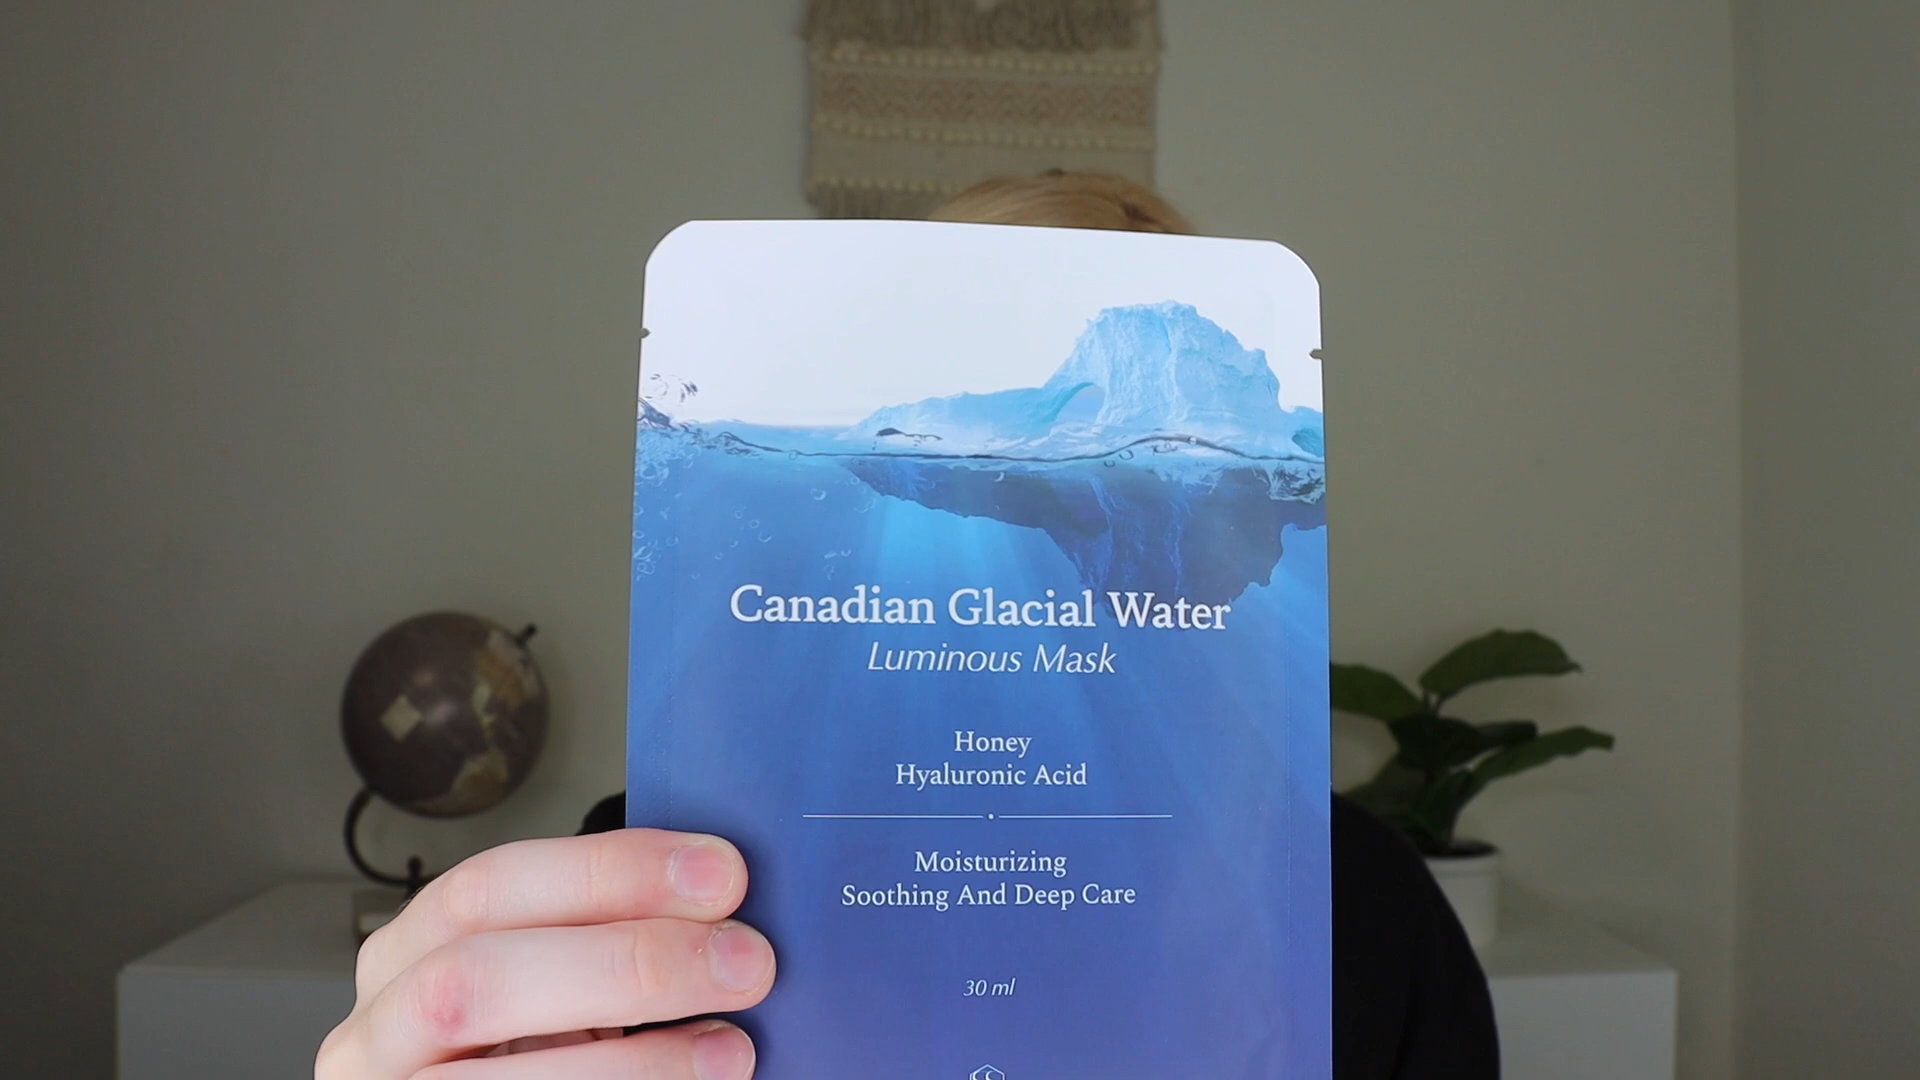 Canadian Glacial Water
Luminous Mask
Honey
Hyaluronic Acid
Moisturizing
Soothing And Deep Care
30 ml